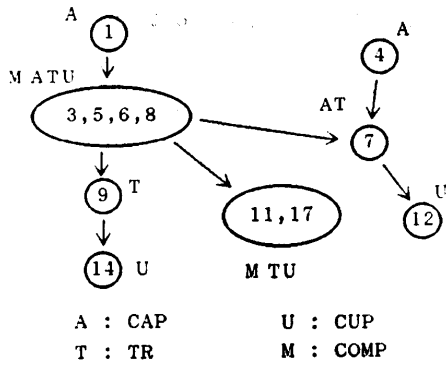 A
1
A
4
M ATU
3,5,6,8
AT
7
9
T
11,17
U
12
14
U
M TU
A : CAP
U : CUP
T : TR
M : COMP